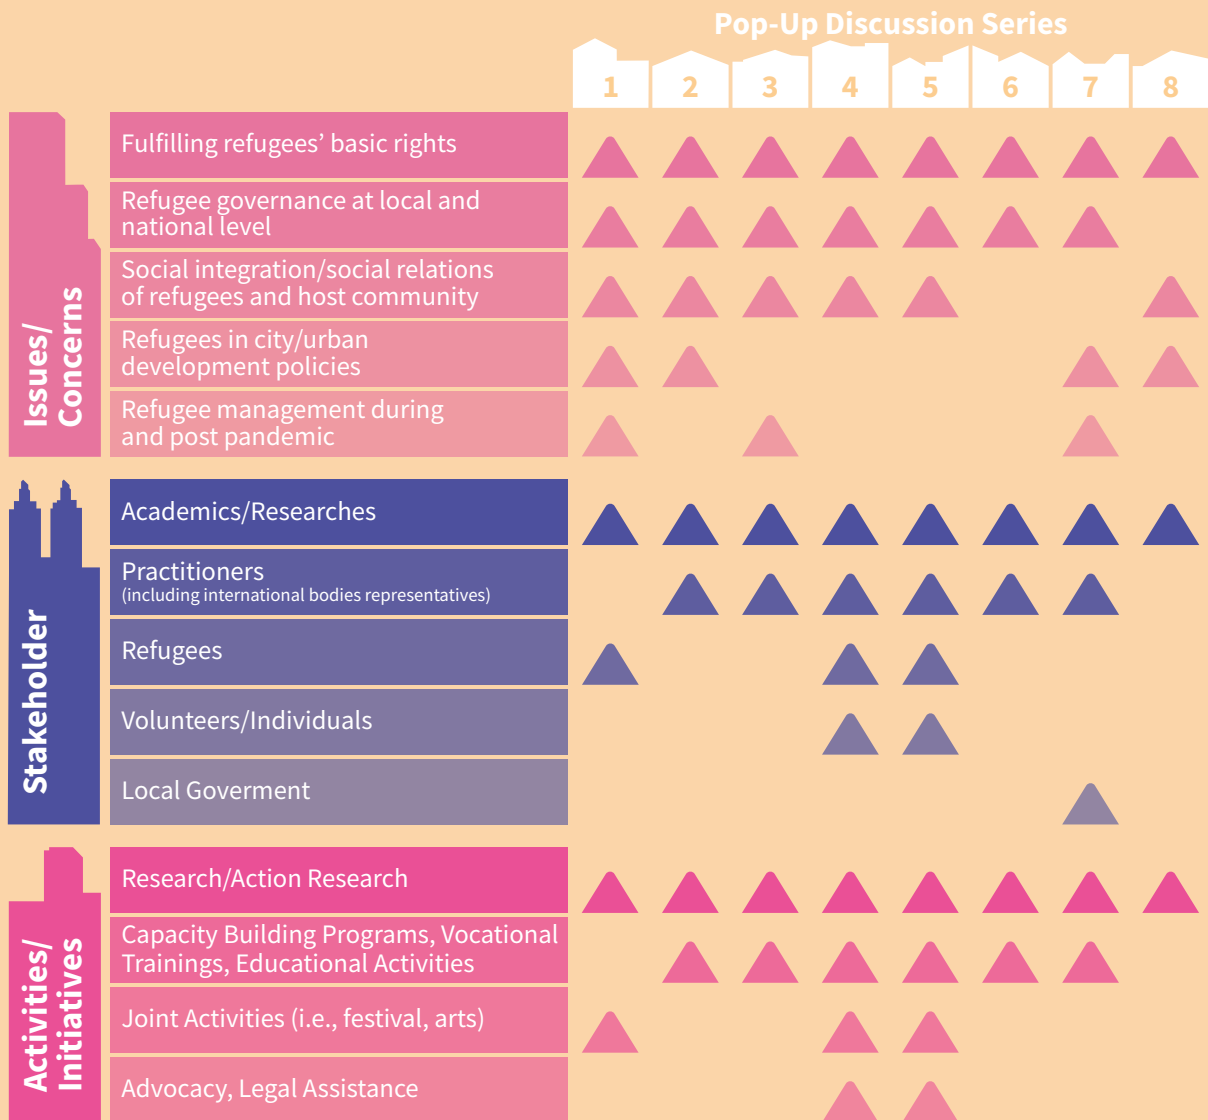 Pop-Up Discussion Series
1 2 3 4 5 6 7 8
Issues/
Concerns
Fulfilling refugees’ basic rights
Refugee governance at local and
national level
Social integration/social relations
of refugees and host community
Refugees in city/urban
development policies
Refugee management during
and post pandemic
Stakeholder
Academics/Researches
Practitioners
(including international bodies representatives)
Refugees
Volunteers/Individuals
Local Goverment
Activities/
Initiatives
Research/Action Research
Capacity Building Programs, Vocational
Trainings, Educational Activities
Joint Activities (i.e., festival, arts)
Advocacy, Legal Assistance